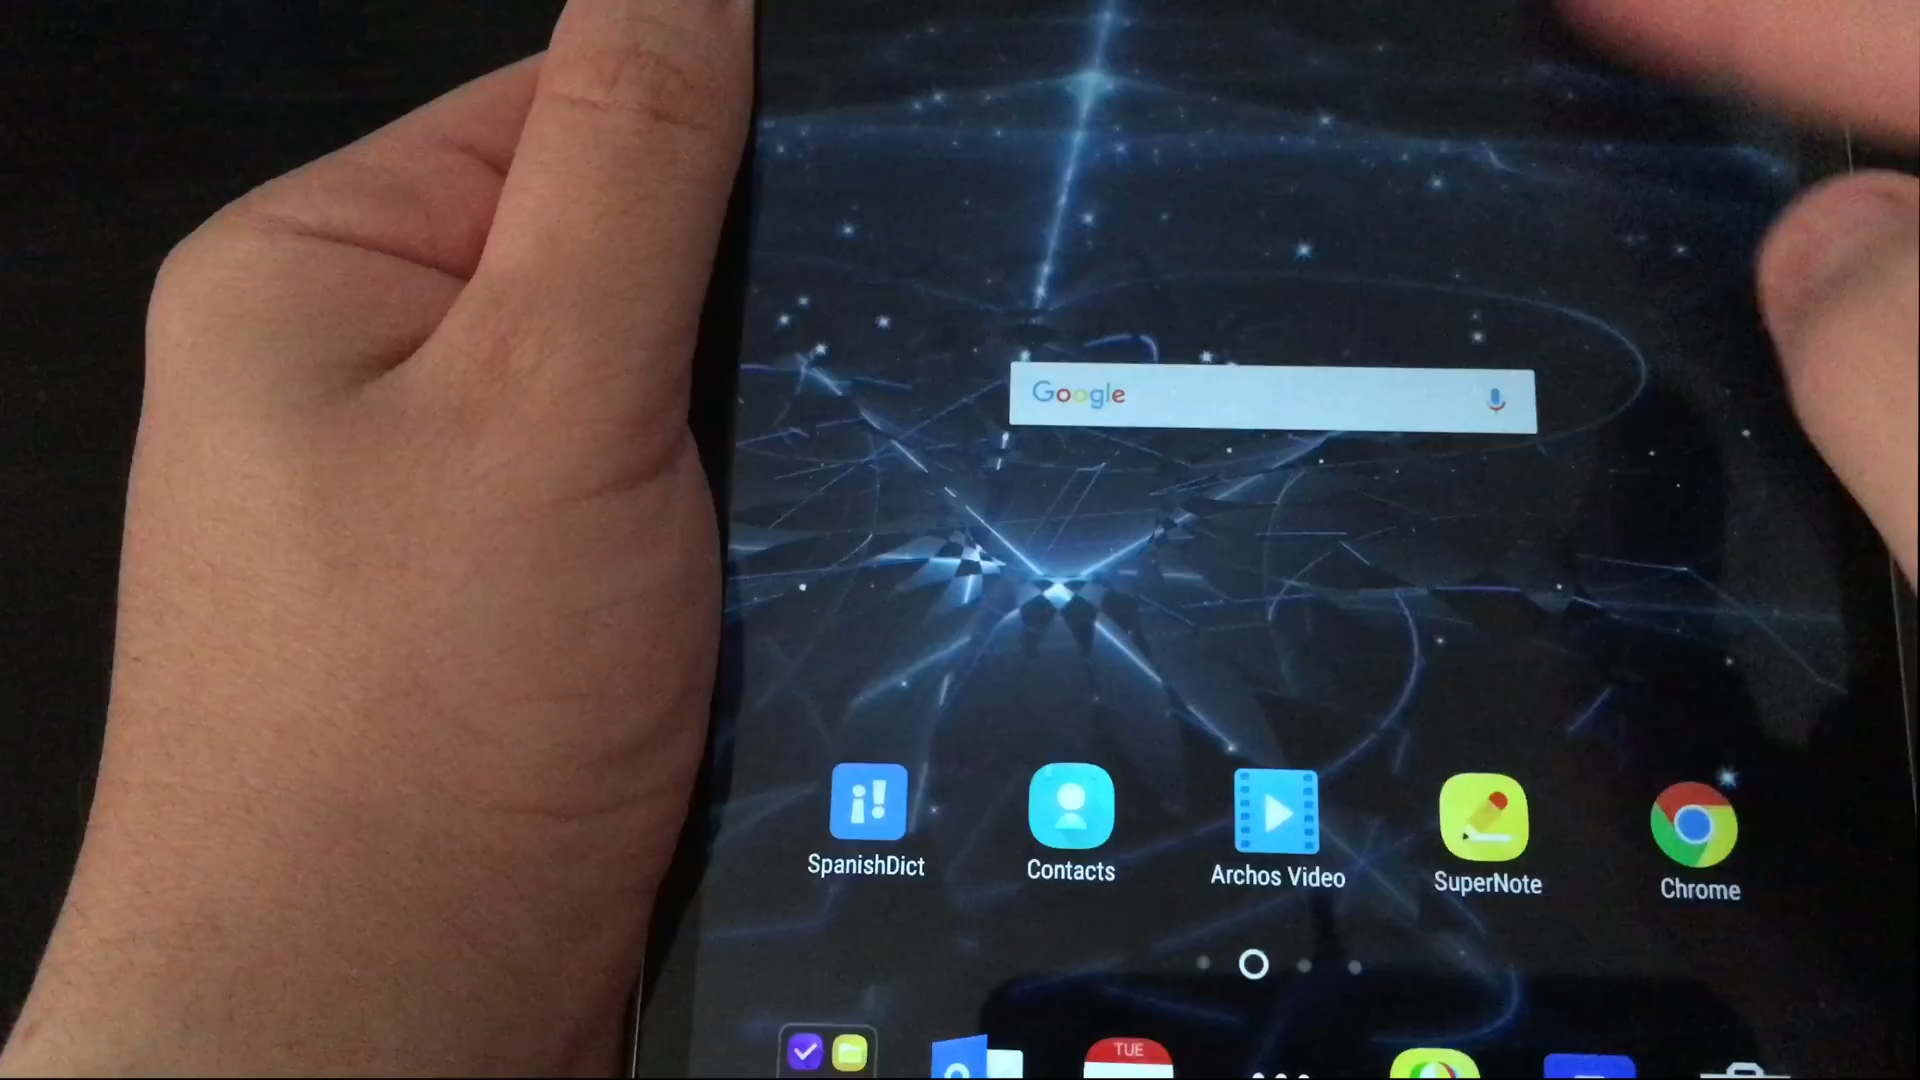 Google
SpanishDict
Contacts
Archos Video
SuperNote
Chrome
TUE